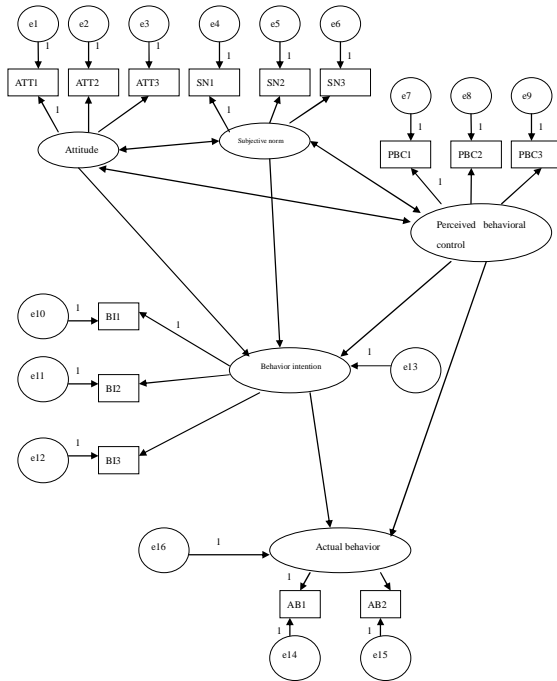 e1 e2 e3 e4 e5 e6
1 1 1 1 1 1
ATT1 ATT2 ATT3 SN1 SN2 SN3
1 1
e7 e8 e9
1 1 1
PBC1 PBC2 PBC3
1
Attitude
Subjective norm
Perceived behavioral
control
e10 1 BI1 1
e11 1 BI2
e12 1 BI3
Behavior intention
1 e13
e16 1
Actual behavior
1
AB1 AB2
1 1
e14 e15